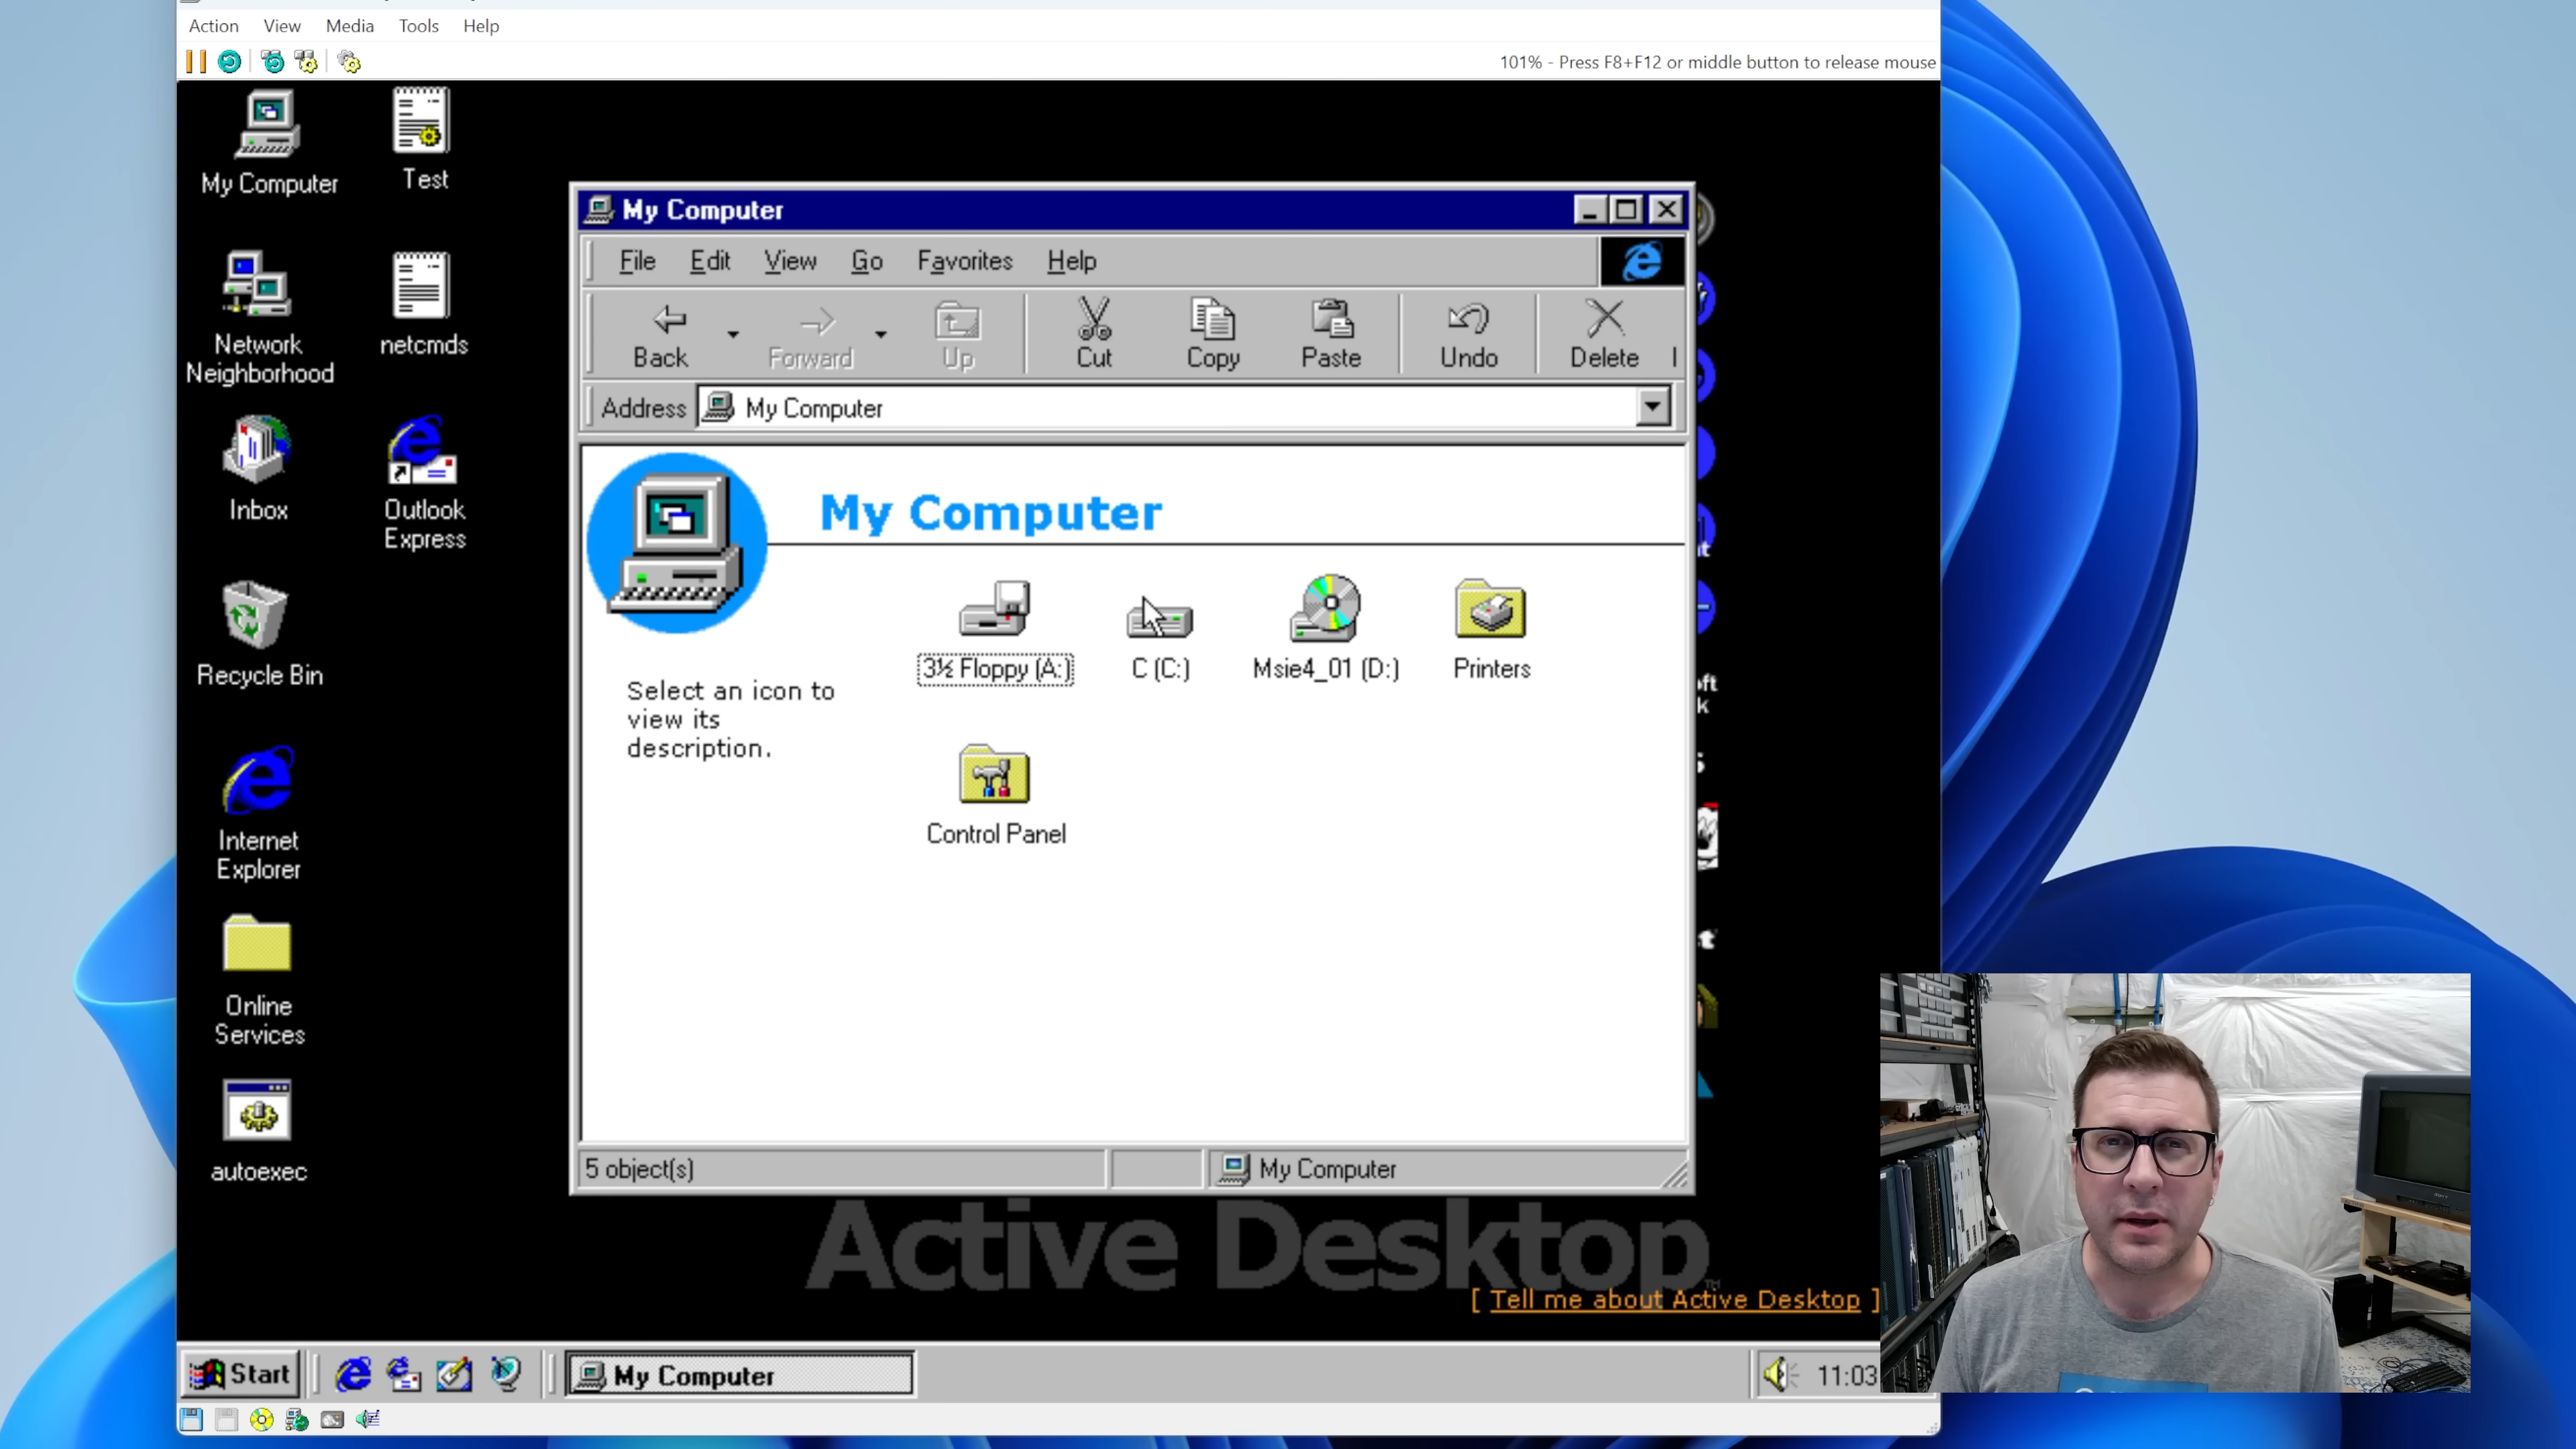 Action View Media Tools Help
101% - Press F8+F12 or middle button to release mouse
My Computer
Test
Network
Neighborhood
netcmds
Inbox
Outlook
Express
Recycle Bin
Internet
Explorer
Online
Services
autoexec
My Computer
File Edit View Go Favorites Help
Back Forward Up Cut Copy Paste Undo Delete
Address My Computer
My Computer
Select an icon to
view its
description.
3½ Floppy (A:)
C (C:)
Msie4_01 (D:)
Printers
Control Panel
5 object(s)
My Computer
Active Desktop
[ Tell me about Active Desktop ]
Start
My Computer
11:03